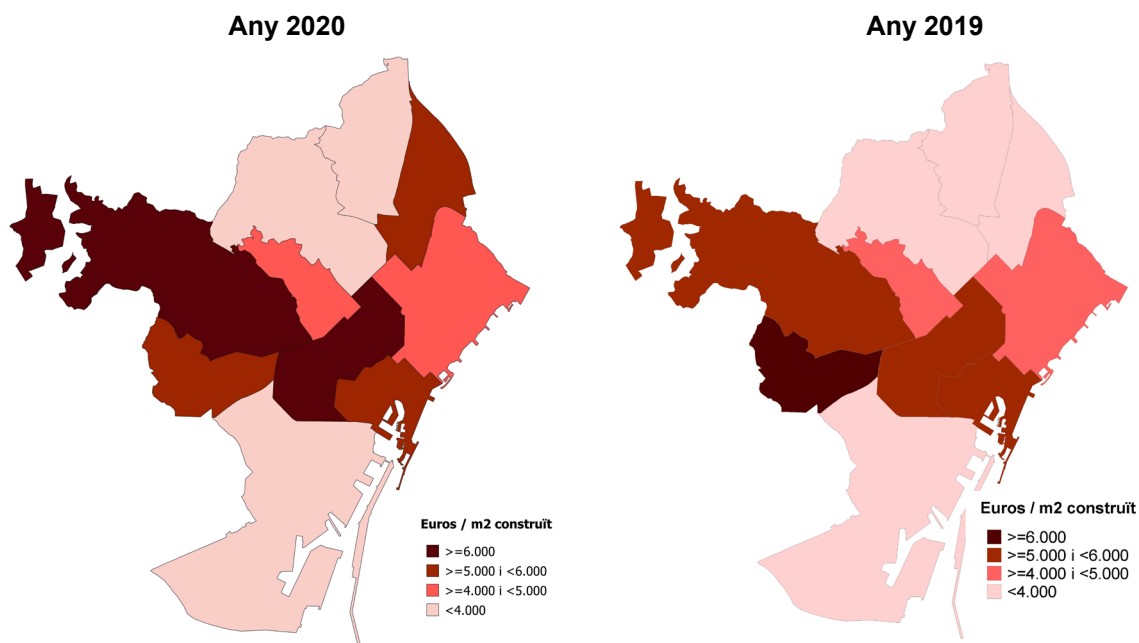 Any 2020
Any 2019
Euros / m2 construït
>=6.000
>=5.000 i <6.000
>=4.000 i <5.000
<4.000
Euros / m2 construït
>=6.000
>=5.000 i <6.000
>=4.000 i <5.000
<4.000